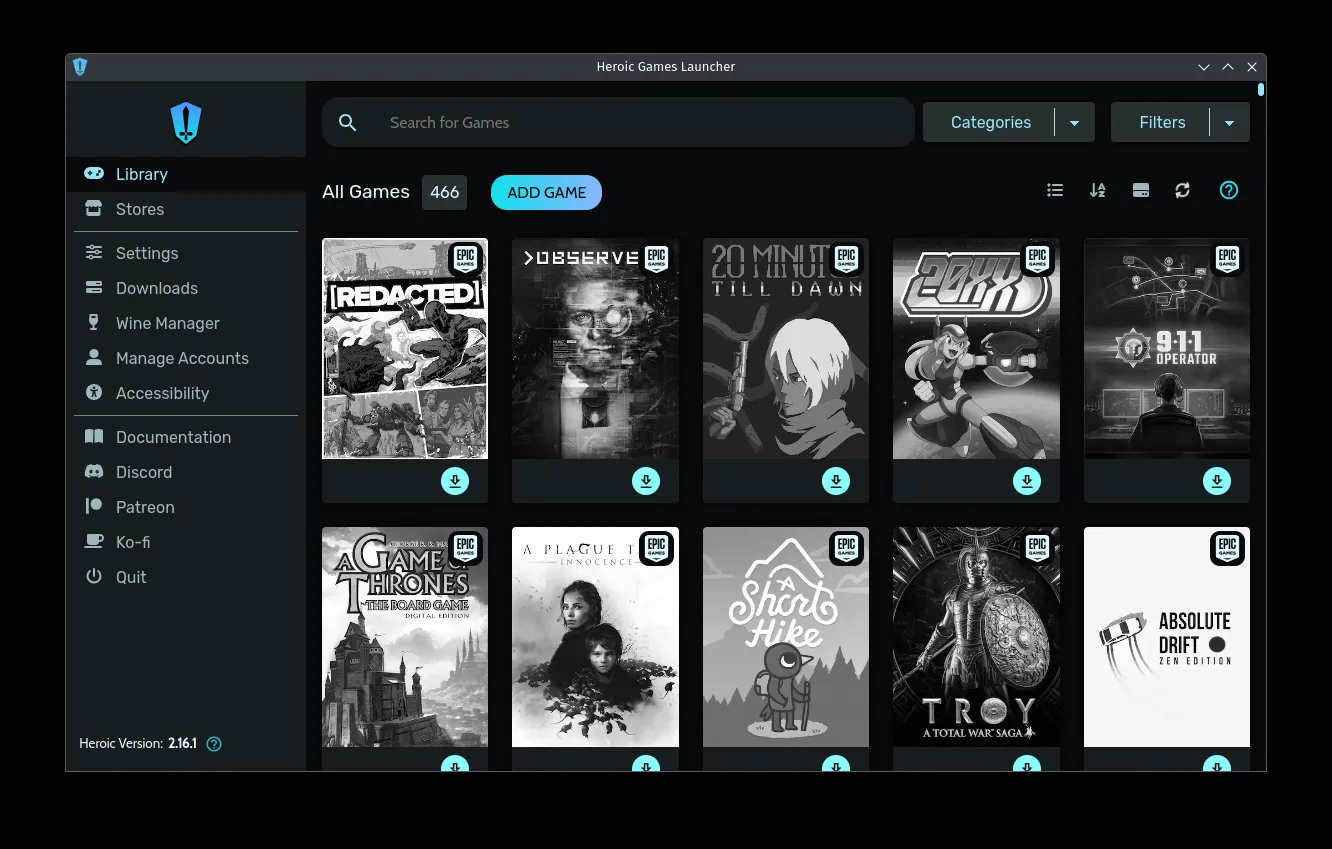 Heroic Games Launcher
Search for Games
Categories
Filters
Library
Stores
Settings
Downloads
Wine Manager
Manage Accounts
Accessibility
Documentation
Discord
Patreon
Ko-fi
Quit
Heroic Version: 2.16.1
All Games 466 ADD GAME
[REDACTED]
EPIC
GAMES
>OBSERVE
EPIC
GAMES
20 MINUT
TILL DAWN
EPIC
GAMES
20XX
EPIC
GAMES
9-1-1
OPERATOR
EPIC
GAMES
GEORGE R. R. MA
A GAME OF
THRONES
THE BOARD GAME
DIGITAL EDITION
EPIC
GAMES
A PLAGUE T
INNOCENCE
EPIC
GAMES
A
Short
Hike
EPIC
GAMES
TROY
A TOTAL WAR SAGA
EPIC
GAMES
ABSOLUTE
DRIFT
ZEN EDITION
EPIC
GAMES